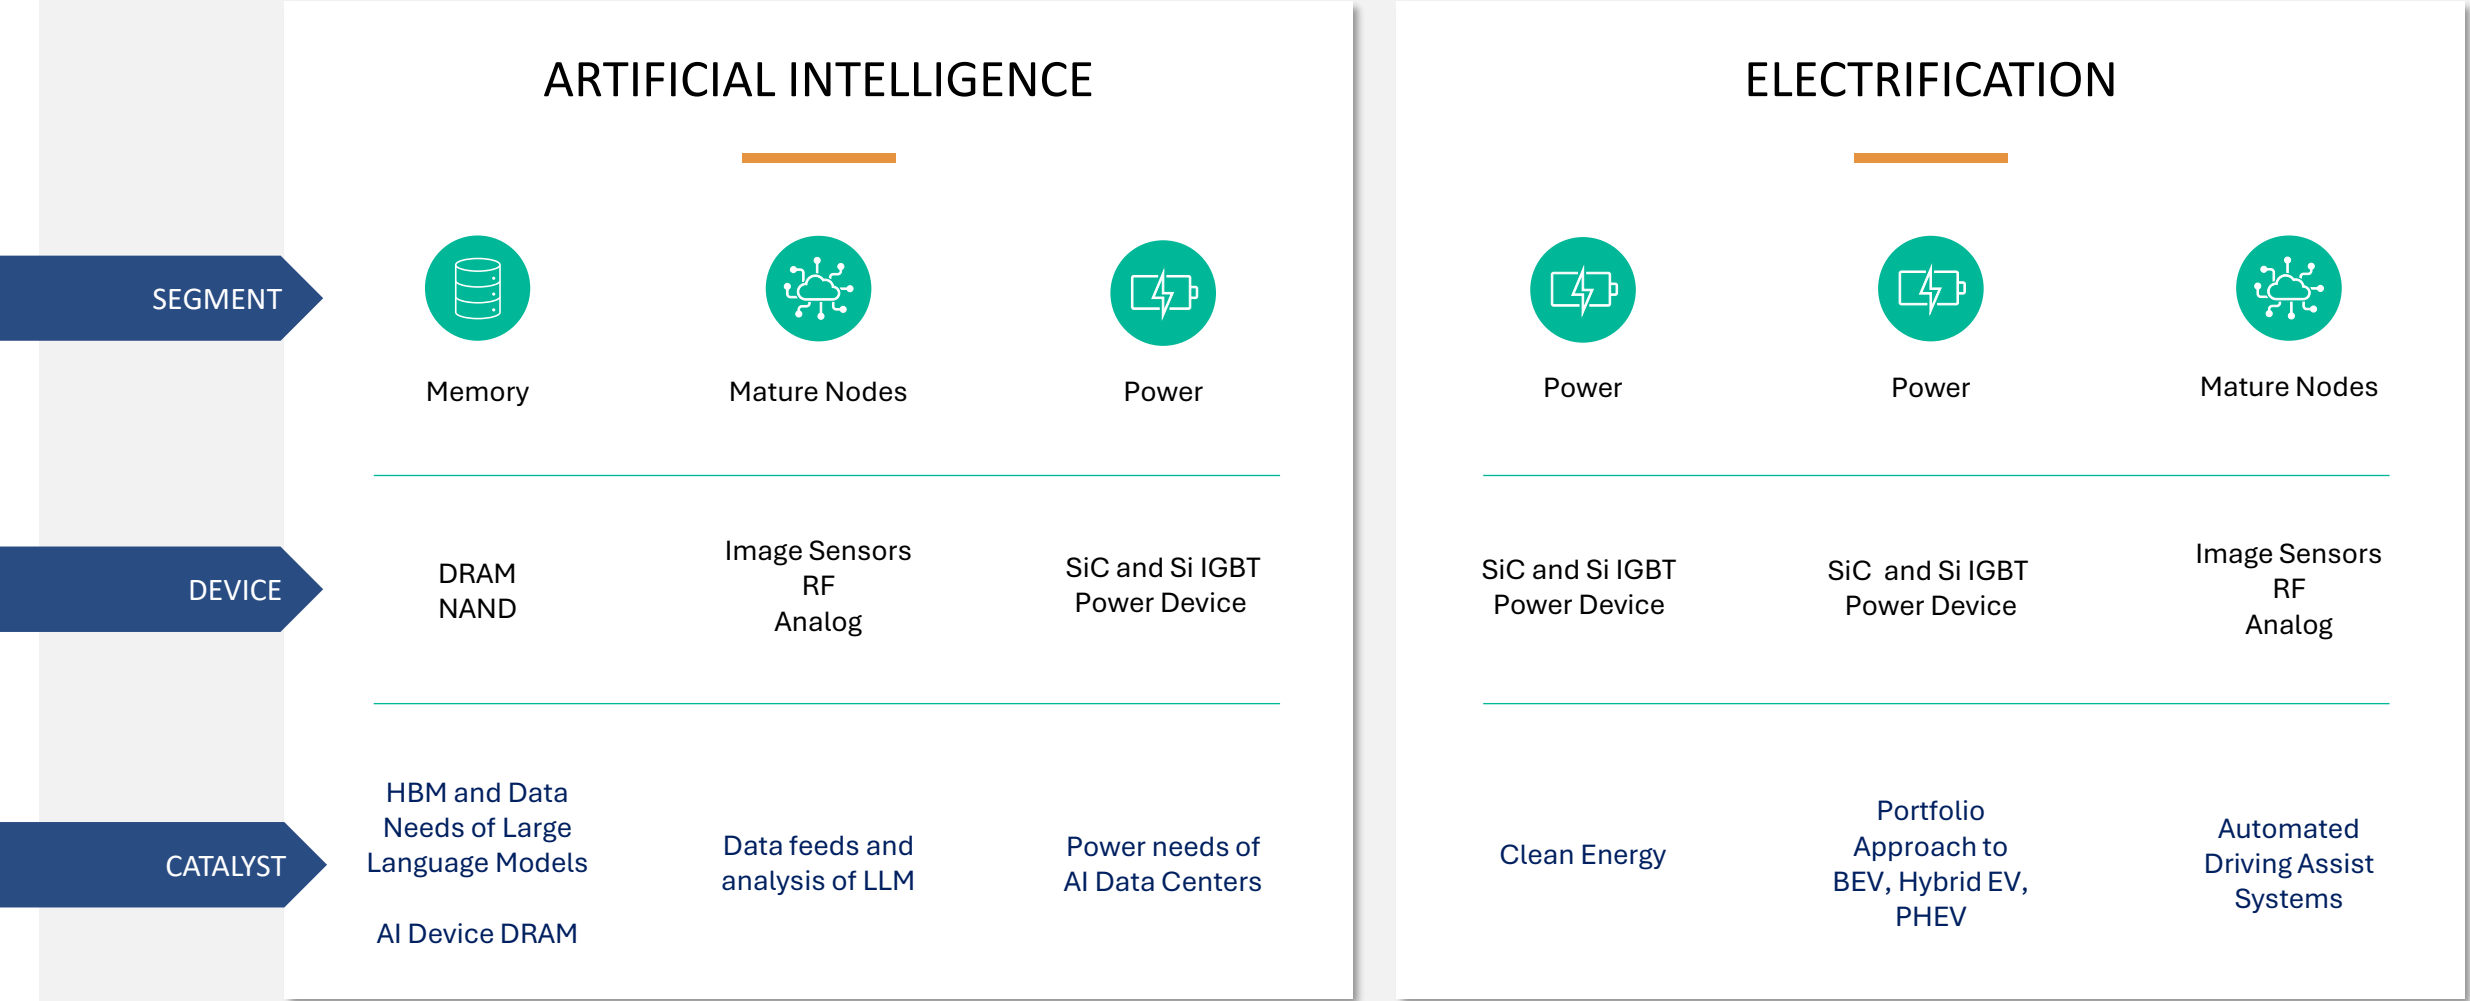 ARTIFICIAL INTELLIGENCE
ELECTRIFICATION
SEGMENT
Memory
Mature Nodes
Power
Power
Power
Mature Nodes
DEVICE
DRAM
NAND
Image Sensors
RF
Analog
SiC and Si IGBT
Power Device
SiC and Si IGBT
Power Device
SiC and Si IGBT
Power Device
Image Sensors
RF
Analog
CATALYST
HBM and Data
Needs of Large
Language Models
AI Device DRAM
Data feeds and
analysis of LLM
Power needs of
AI Data Centers
Clean Energy
Portfolio
Approach to
BEV, Hybrid EV,
PHEV
Automated
Driving Assist
Systems